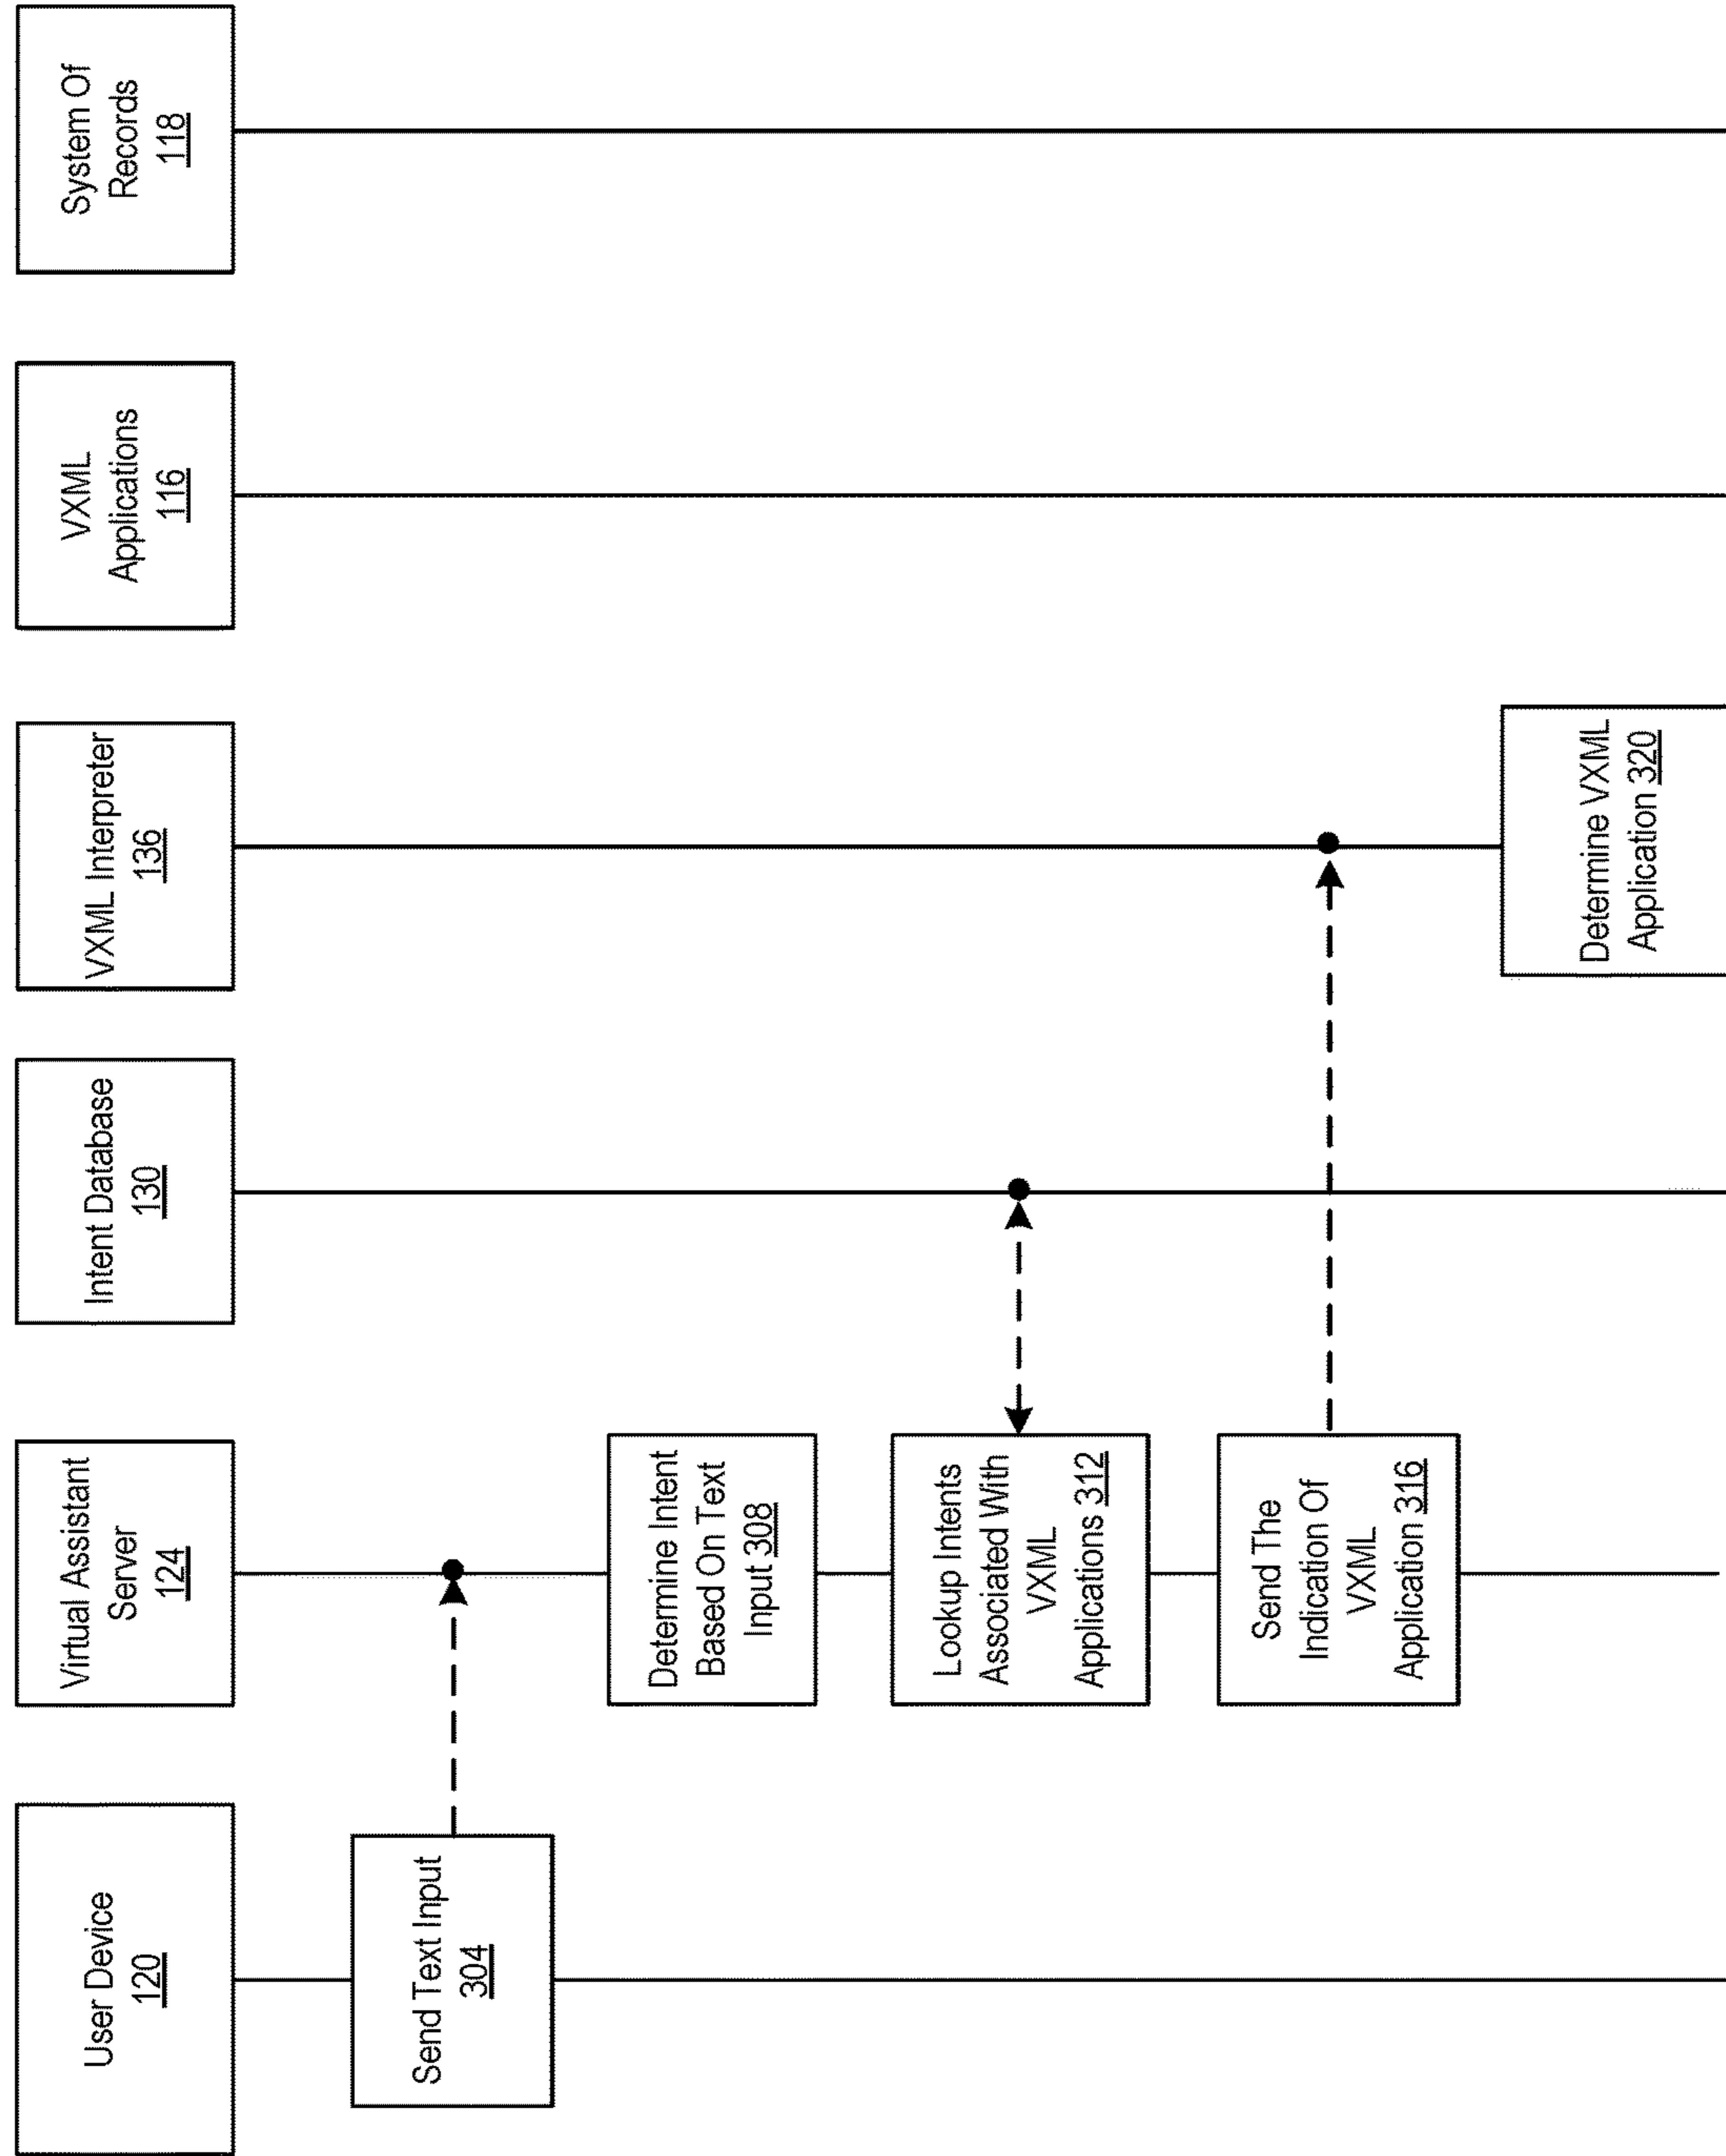 User Device
120
Virtual Assistant
Server
124
Intent Database
130
VXML Interpreter
136
VXML
Applications
116
System Of
Records
118
Send Text Input
304
Determine Intent
Based On Text
Input 308
Lookup Intents
Associated With
VXML
Applications 312
Send The
Indication Of
VXML
Application 316
Determine VXML
Application 320